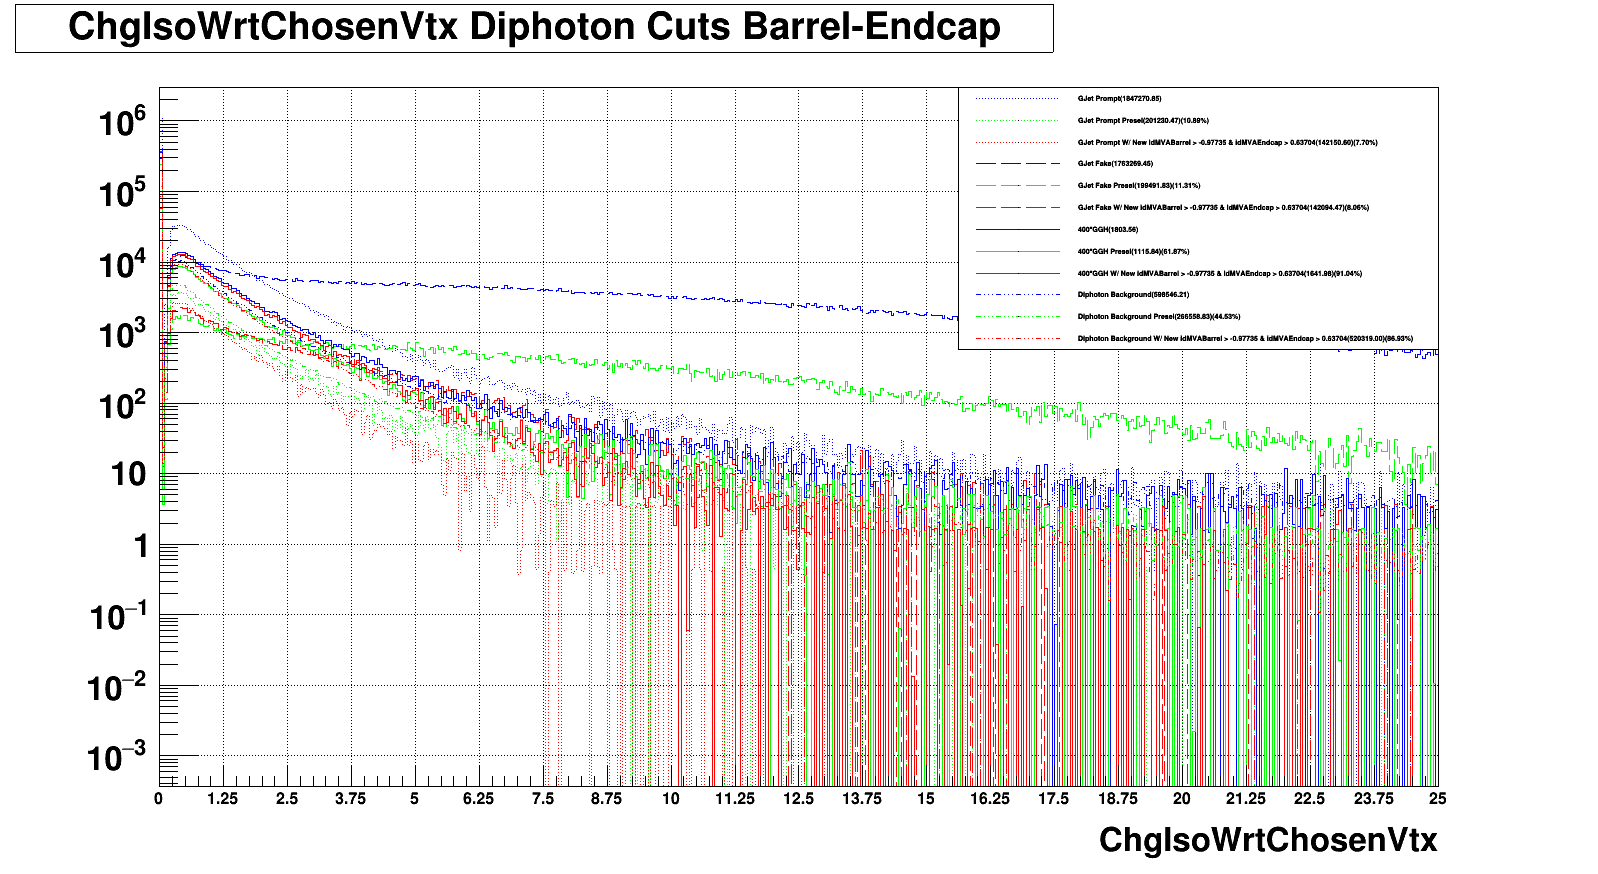 ChgIsoWrtChosenVtx Diphoton Cuts Barrel-Endcap
GJet Prompt(1847270.85)
GJet Prompt Presel(201230.47)(10.89%)
GJet Prompt W/ New IdMVABarrel > -0.97735 & IdMVAEndcap > 0.63704(142150.60)(7.70%)
GJet Fake(1763269.45)
GJet Fake Presel(199491.83)(11.31%)
GJet Fake W/ New IdMVABarrel > -0.97735 & IdMVAEndcap > 0.63704(142094.47)(8.06%)
400*GGH(1803.56)
400*GGH Presel(1115.84)(61.87%)
400*GGH W/ New IdMVABarrel > -0.97735 & IdMVAEndcap > 0.63704(1641.98)(91.04%)
Diphoton Background(598546.21)
Diphoton Background Presel(266558.83)(44.53%)
Diphoton Background W/ New IdMVABarrel > -0.97735 & IdMVAEndcap > 0.63704(520319.00)(86.93%)
10^6
10^5
10^4
10^3
10^2
10
1
10^−1
10^−2
10^−3
0 1.25 2.5 3.75 5 6.25 7.5 8.75 10 11.25 12.5 13.75 15 16.25 17.5 18.75 20 21.25 22.5 23.75 25
ChgIsoWrtChosenVtx